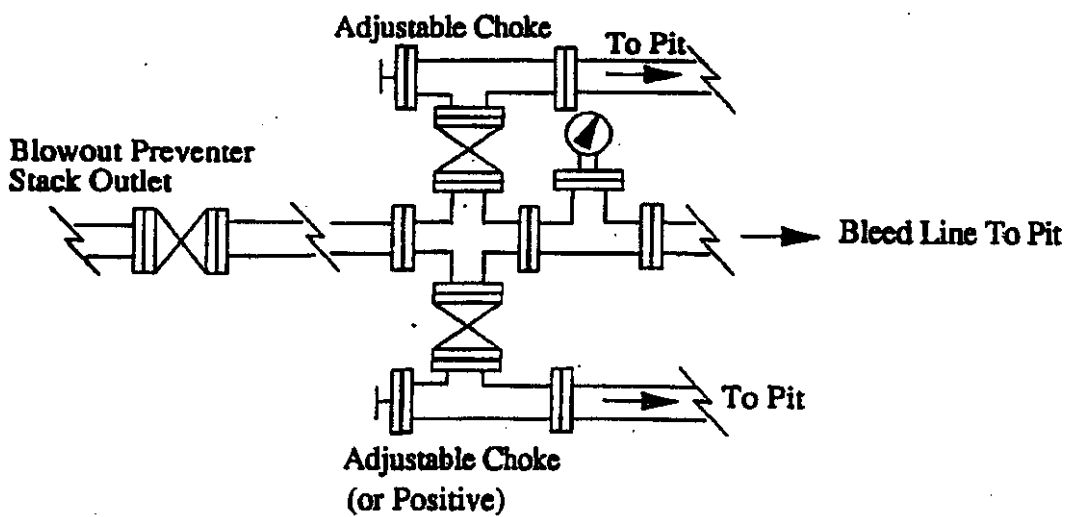 Adjustable Choke
To Pit
Blowout Preventer
Stack Outlet
Bleed Line To Pit
To Pit
Adjustable Choke
(or Positive)